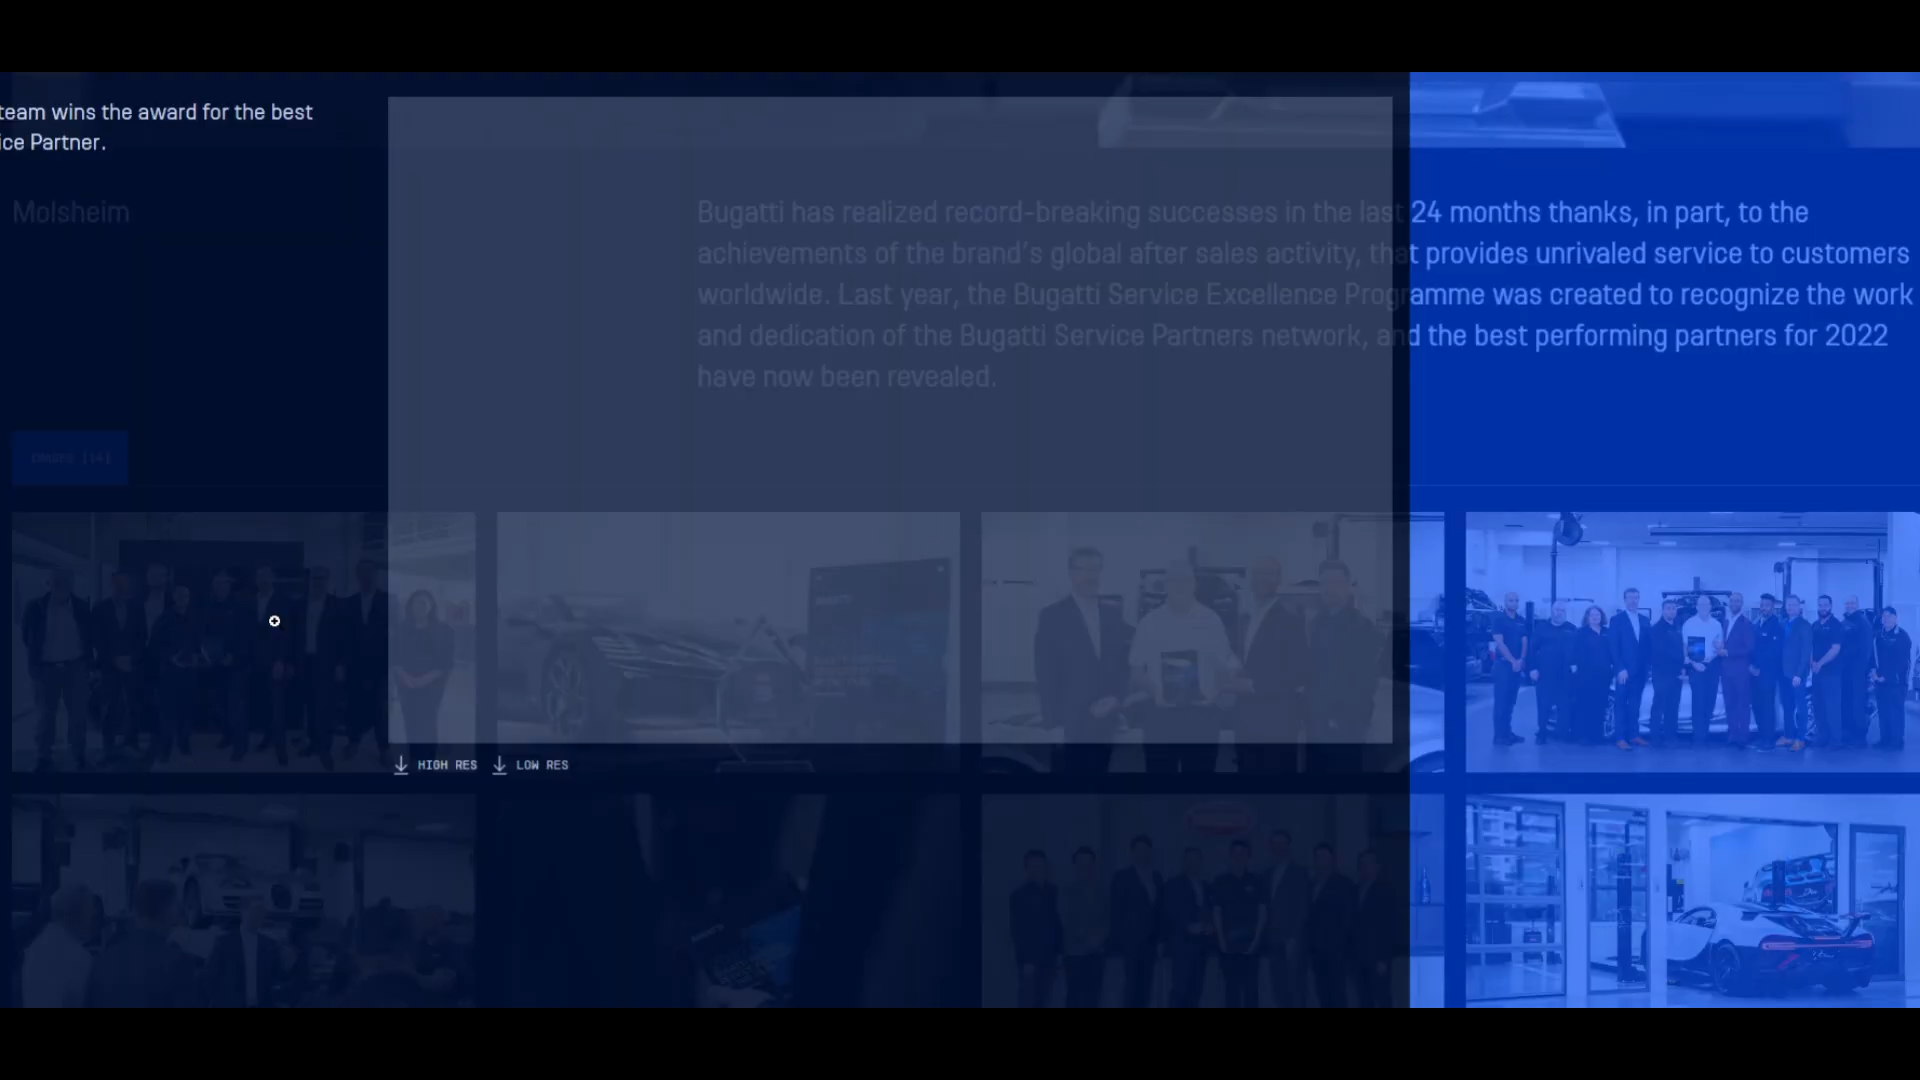 team wins the award for the best
ice Partner.
Molsheim
Bugatti has realized record-breaking successes in the last 24 months thanks, in part, to the
achievements of the brand's global after sales activity, that provides unrivaled service to customers
worldwide. Last year, the Bugatti Service Excellence Programme was created to recognize the work
and dedication of the Bugatti Service Partners network, and the best performing partners for 2022
have now been revealed.
IMAGES [14]
HIGH RES LOW RES